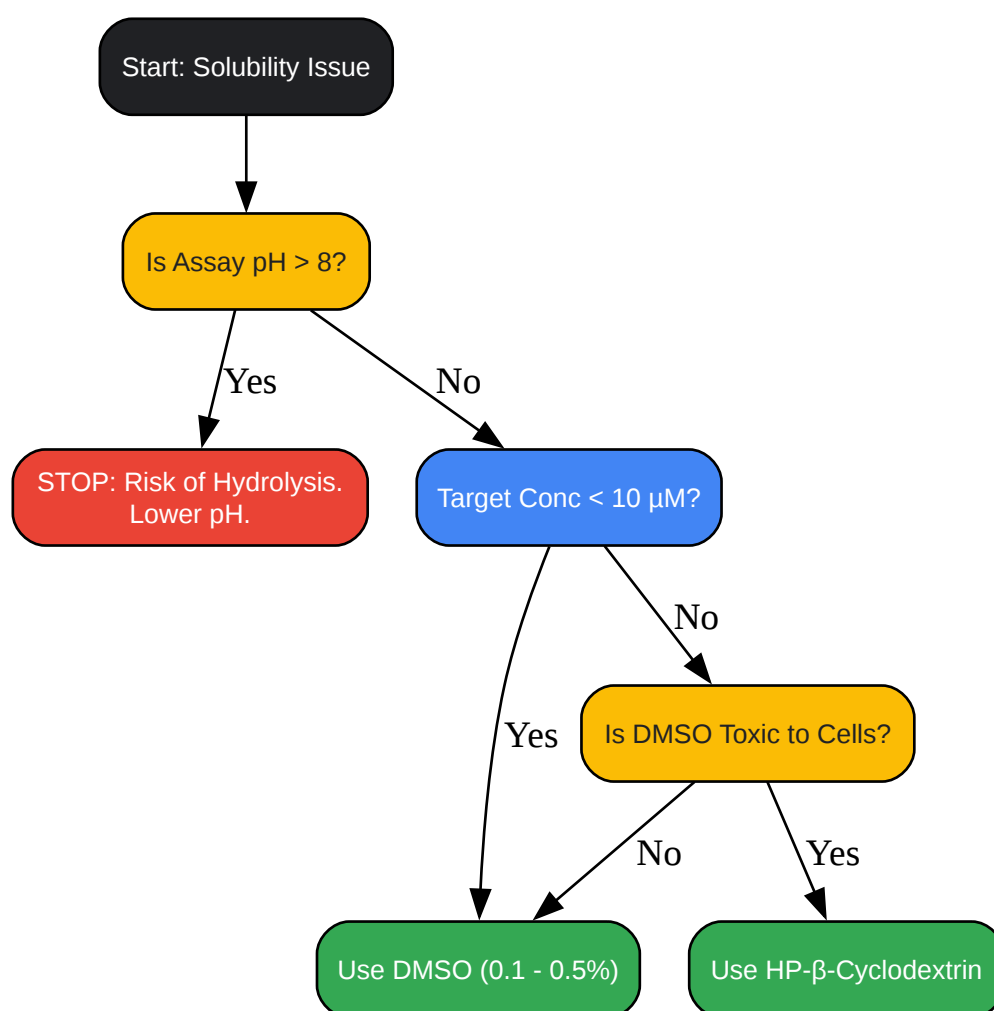 Start: Solubility Issue
Is Assay pH > 8?
Yes
No
STOP: Risk of Hydrolysis.
Lower pH.
Target Conc < 10 µM?
No
Yes
Is DMSO Toxic to Cells?
No
Yes
Use DMSO (0.1 - 0.5%)
Use HP-β-Cyclodextrin